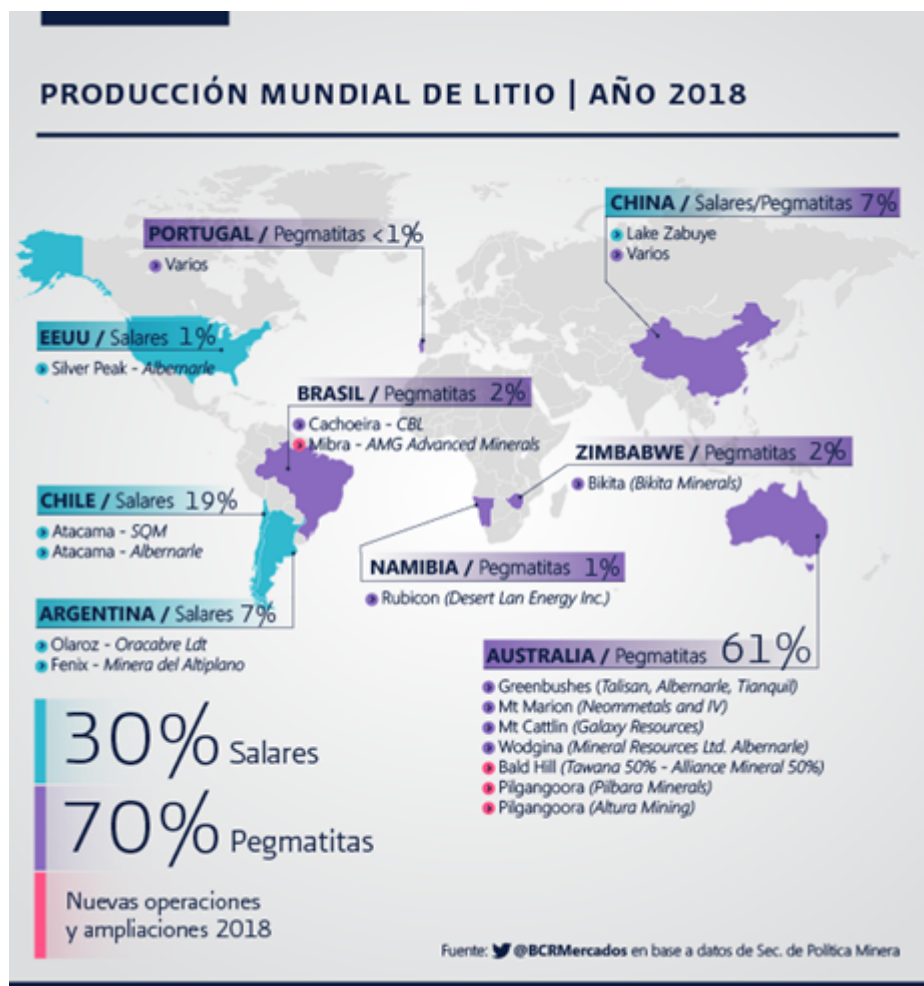 PRODUCCIÓN MUNDIAL DE LITIO | AÑO 2018
CHINA / Salares/Pegmatitas 7%
Lake Zabuye
Varios
PORTUGAL / Pegmatitas <1%
Varios
EEUU / Salares 1%
Silver Peak - Albernarle
BRASIL / Pegmatitas 2%
Cachoeira - CBL
Mibra - AMG Advanced Minerals
ZIMBABWE / Pegmatitas 2%
Bikita (Bikita Minerals)
CHILE / Salares 19%
Atacama - SQM
Atacama - Albernarle
NAMIBIA / Pegmatitas 1%
Rubicon (Desert Lan Energy Inc.)
ARGENTINA / Salares 7%
Olaroz - Oracabre Ldt
Fenix - Minera del Altiplano
AUSTRALIA / Pegmatitas 61%
Greenbushes (Talisan, Albernarle, Tianquil)
Mt Marion (Neommetals and IV)
Mt Cattlin (Galaxy Resources)
Wodgina (Mineral Resources Ltd. Albernarle)
Bald Hill (Tawana 50% - Alliance Mineral 50%)
Pilgangoora (Pilbara Minerals)
Pilgangoora (Altura Mining)
30% Salares
70% Pegmatitas
Nuevas operaciones
y ampliaciones 2018
Fuente: @BCRMercados en base a datos de Sec. de Política Minera